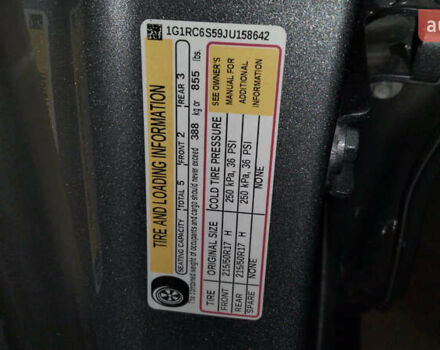 1G1RC6S59JU158642
TIRE AND LOADING INFORMATION
SEATING CAPACITY TOTAL 5 FRONT 2 REAR 3
The combined weight of occupants and cargo should never exceed 388 kg or 855 lbs.
TIRE ORIGINAL SIZE COLD TIRE PRESSURE
FRONT 215/50R17 H 250 kPa, 36 PSI
REAR 215/50R17 H 250 kPa, 36 PSI
SPARE NONE NONE
SEE OWNER'S
MANUAL FOR
ADDITIONAL
INFORMATION
au